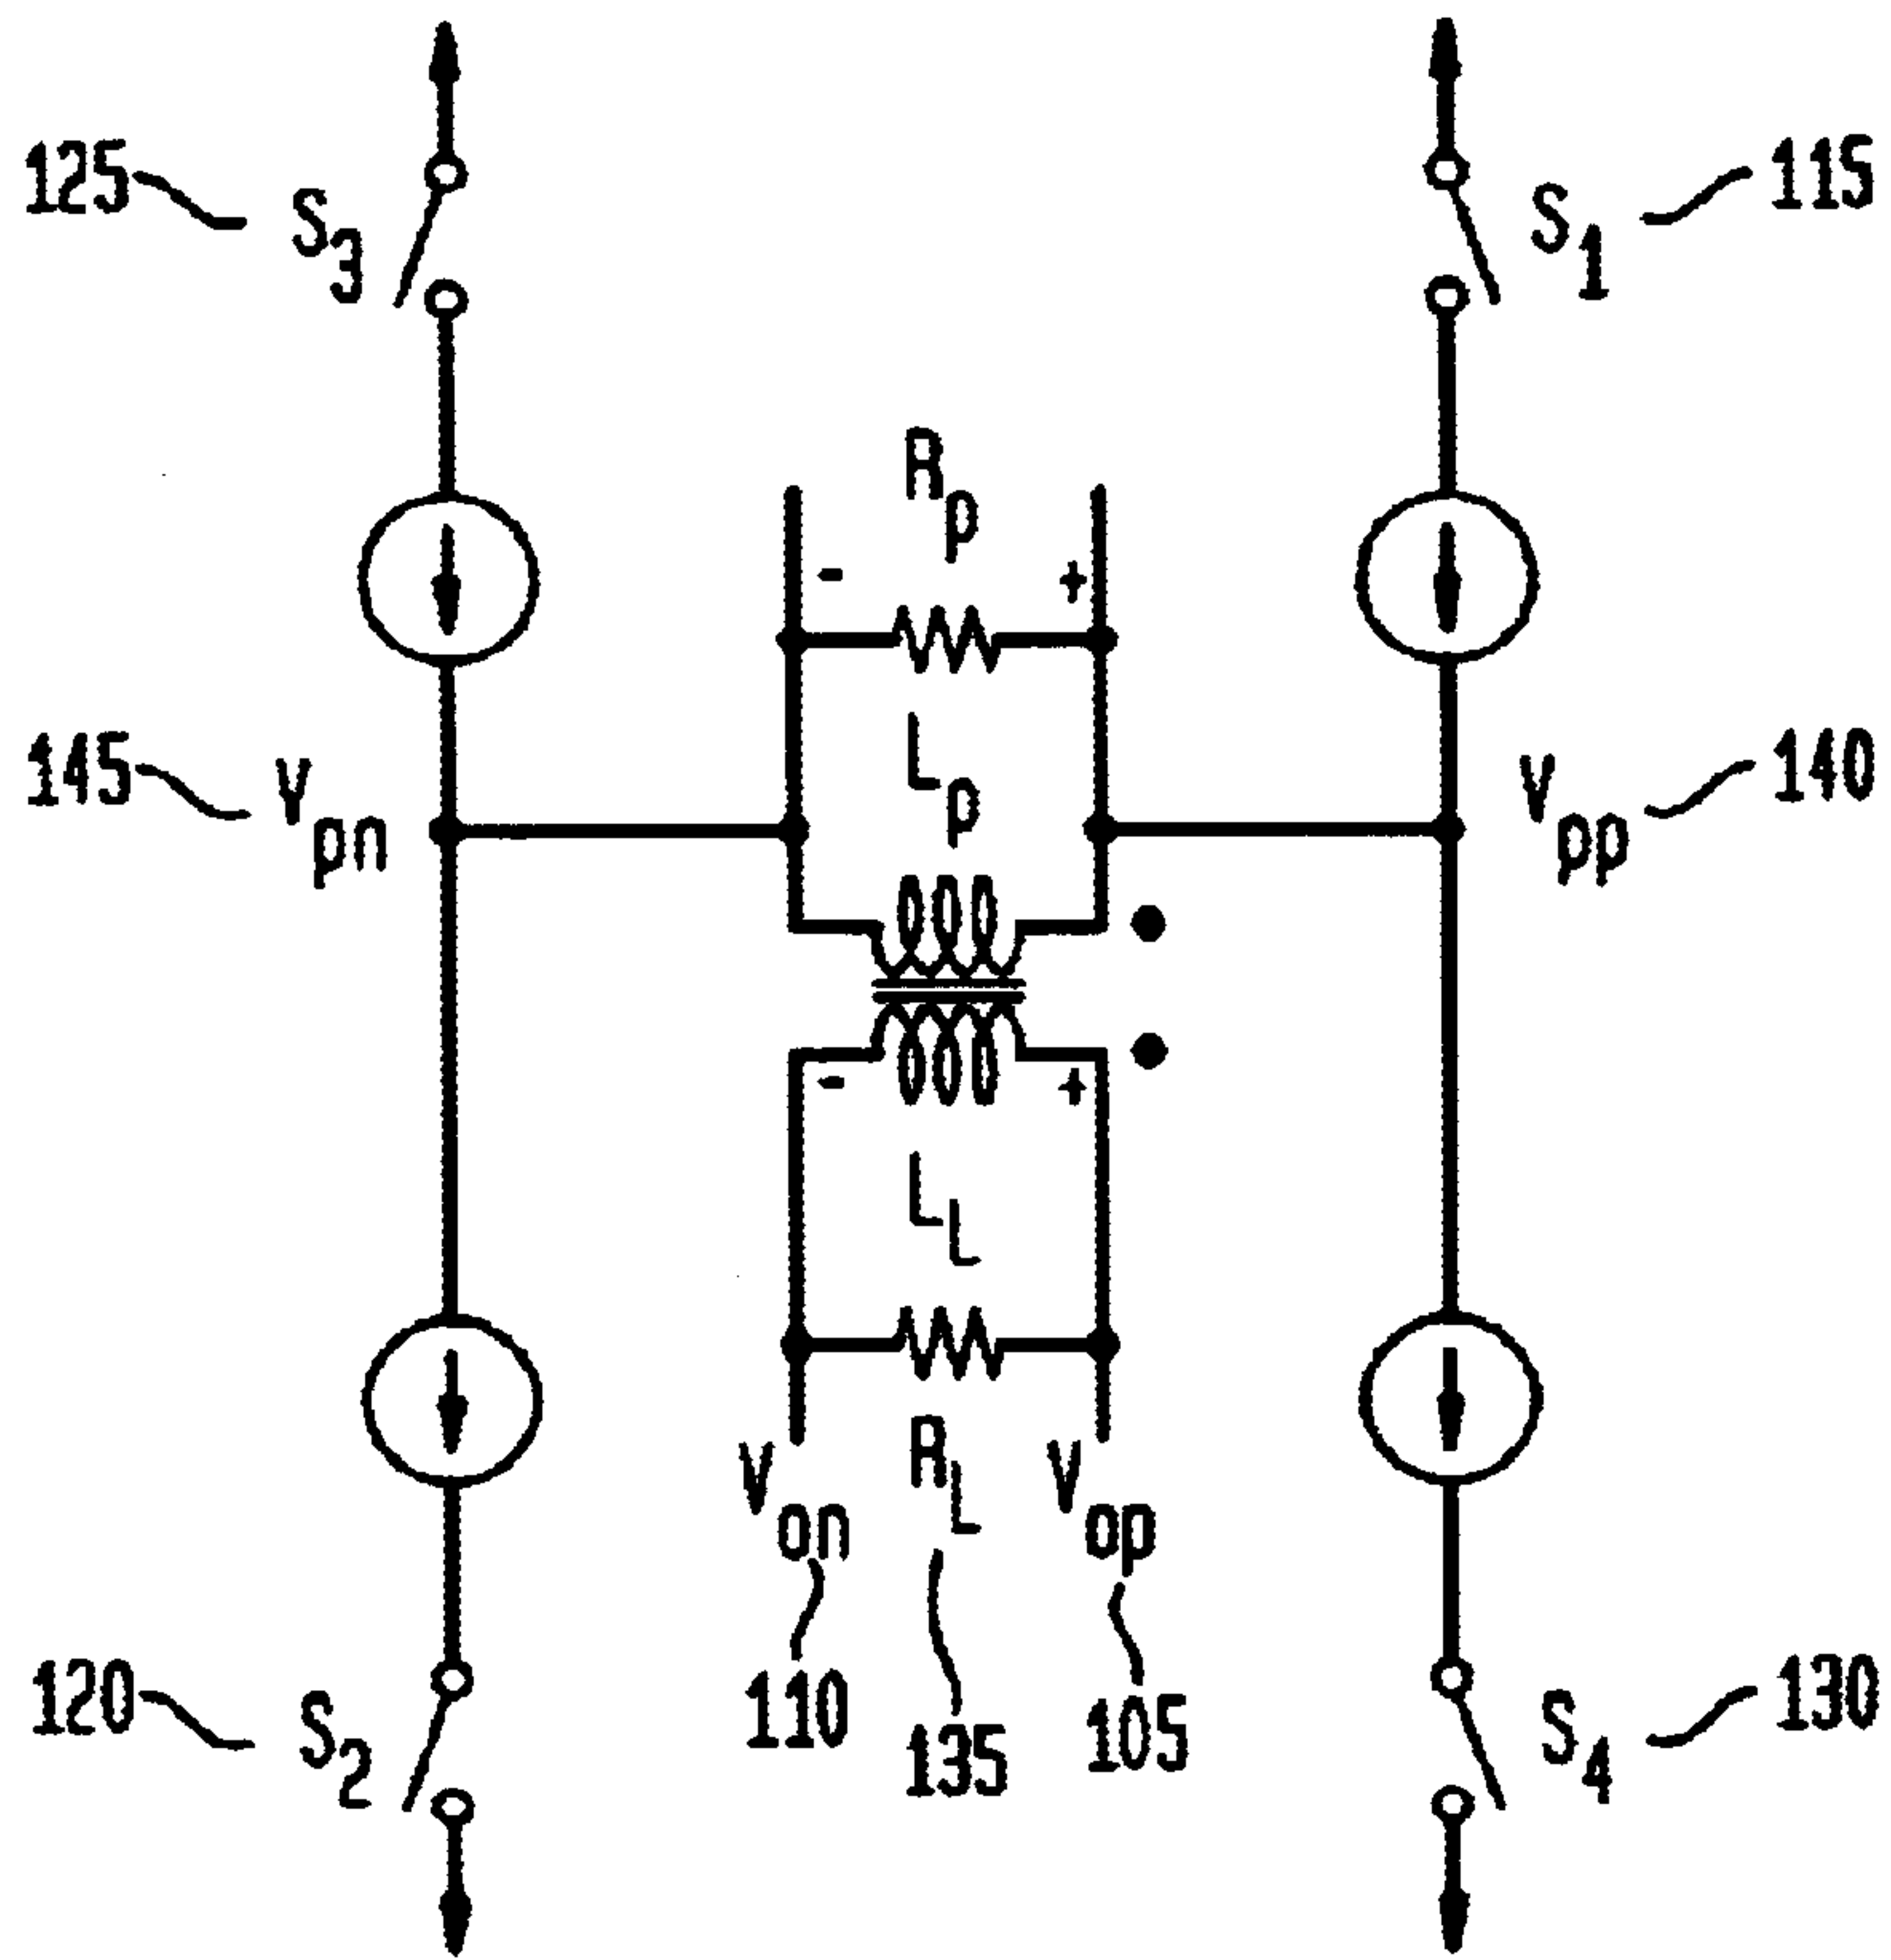 125 S3 S1 115
Rp
- +
Lp
145 Vpn Vpp 140
- +
LL
Von RL Vop
120 S2 110 135 105 S4 130